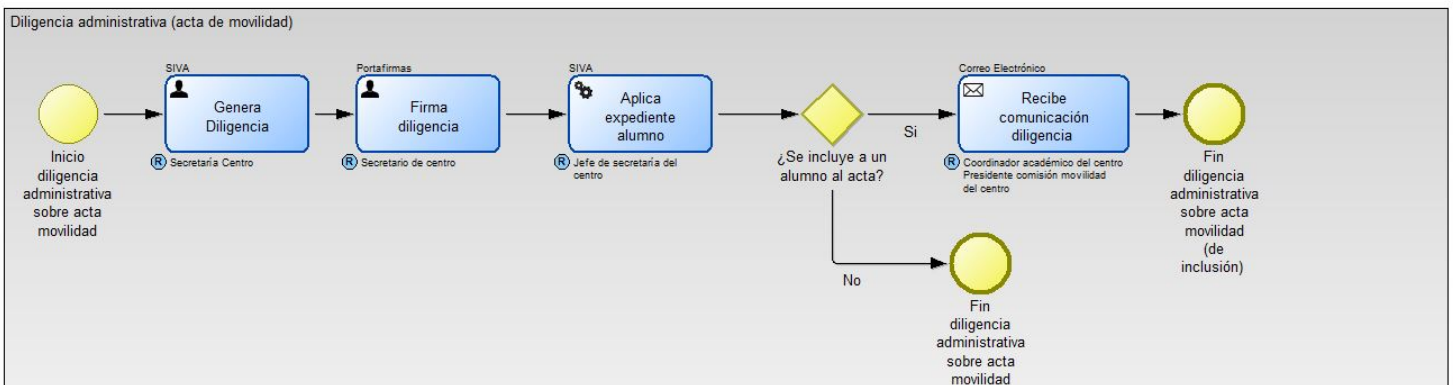 Diligencia administrativa (acta de movilidad)
Inicio
diligencia
administrativa
sobre acta
movilidad
SIVA
Genera
Diligencia
R Secretaría Centro
Portafirmas
Firma
diligencia
R Secretario de centro
SIVA
Aplica
expediente
alumno
R Jefe de secretaría del
centro
¿Se incluye a un
alumno al acta?
Si
Correo Electrónico
Recibe
comunicación
diligencia
R Coordinador académico del centro
Presidente comisión movilidad
del centro
Fin
diligencia
administrativa
sobre acta
movilidad
(de
inclusión)
No
Fin
diligencia
administrativa
sobre acta
movilidad